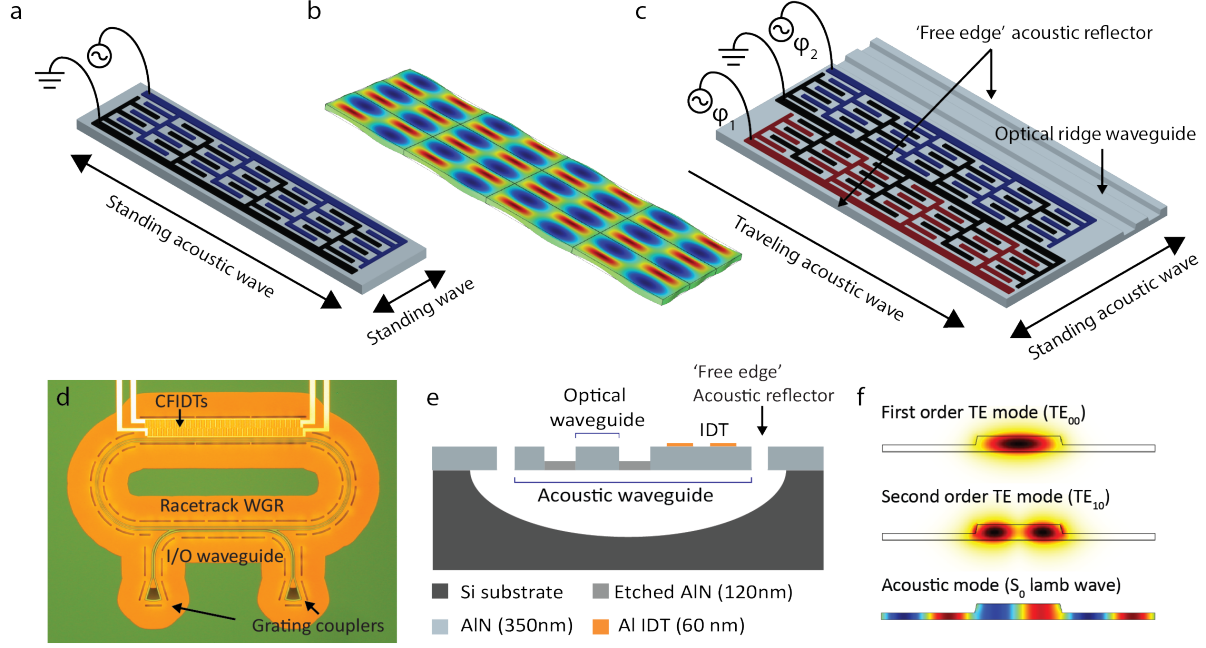 a
Standing acoustic wave
Standing wave
b
c
φ2
φ1
'Free edge' acoustic reflector
Optical ridge waveguide
Traveling acoustic wave
Standing acoustic wave
d
CFIDTs
Racetrack WGR
I/O waveguide
Grating couplers
e
'Free edge'
Acoustic reflector
Optical
waveguide
IDT
Acoustic waveguide
Si substrate
Etched AlN (120nm)
AlN (350nm)
Al IDT (60 nm)
f
First order TE mode (TE00)
Second order TE mode (TE10)
Acoustic mode (S0 lamb wave)